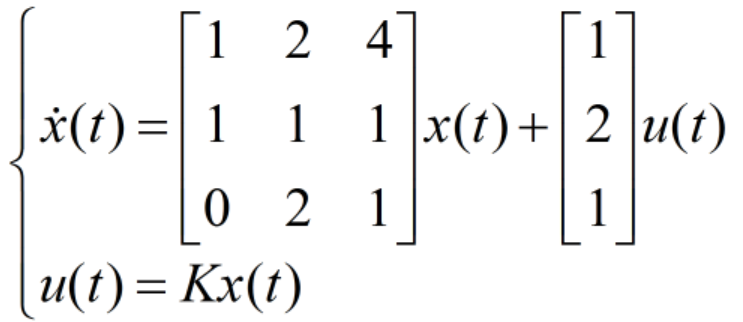 ẋ(t) = [1 2 4; 1 1 1; 0 2 1] x(t) + [1; 2; 1] u(t)
u(t) = Kx(t)